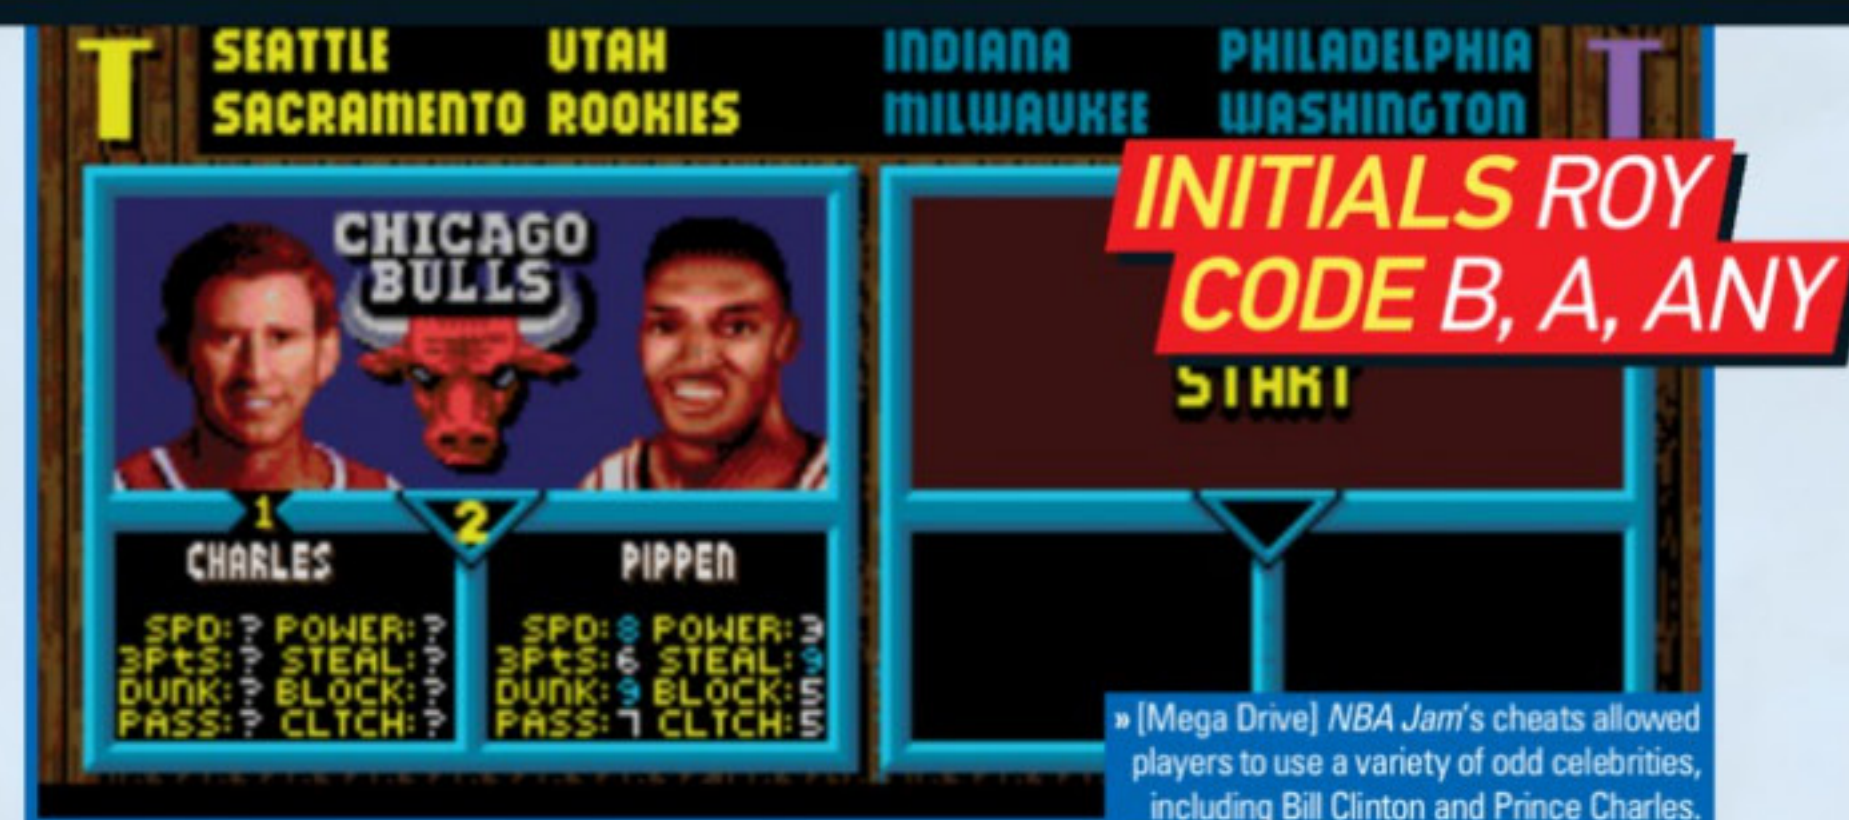 T SEATTLE UTAH INDIANA PHILADELPHIA T
SACRAMENTO ROOKIES MILWAUKEE WASHINGTON
INITIALS ROY
CODE B, A, ANY
CHICAGO
BULLS
START
1 2
CHARLES PIPPEN
SPD:? POWER:? SPD:8 POWER:3
3PtS:? STEAL:? 3PtS:6 STEAL:9
DUNK:? BLOCK:? DUNK:9 BLOCK:5
PASS:? CLTCH:? PASS:7 CLTCH:5
» [Mega Drive] NBA Jam's cheats allowed
players to use a variety of odd celebrities,
including Bill Clinton and Prince Charles.